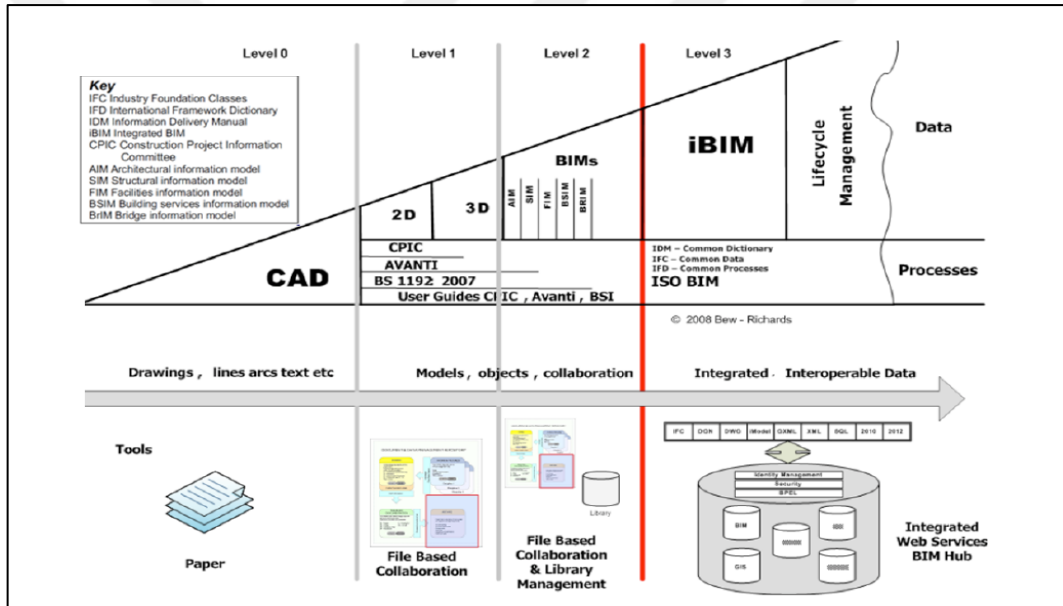 Level 0
Level 1
Level 2
Level 3
Key
IFC Industry Foundation Classes
IFD International Framework Dictionary
IDM Information Delivery Manual
iBIM Integrated BIM
CPIC Construction Project Information
Committee
AIM Architectural information model
SIM Structural information model
FIM Facilities information model
BSIM Building services information model
BrIM Bridge information model
CAD
2D
3D
BIMs
AIM
SIM
FIM
BSIM
BRIM
iBIM
Lifecycle
Management
Data
CPIC
AVANTI
BS 1192 2007
User Guides CPIC , Avanti , BSI
IDM – Common Dictionary
IFC – Common Data
IFD – Common Processes
ISO BIM
Processes
© 2008 Bew - Richards
Drawings , lines arcs text etc
Models , objects , collaboration
Integrated . Interoperable Data
Tools
Paper
File Based
Collaboration
File Based
Collaboration
& Library
Management
Library
IFC DGN DWG iModel GXML XML SQL 2010 2012
Identity Management
Security
BPEL
BIM
GIS
Integrated
Web Services
BIM Hub